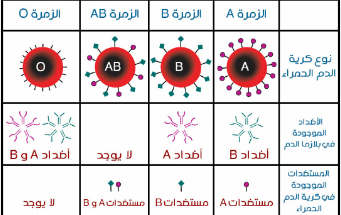 الزمرة A الزمرة B الزمرة AB الزمرة O
نوع كرية
الدم الحمراء
A B AB O
الأضداد
الموجودة
في بلازما الدم
أضداد B أضداد A لا يوجد أضداد A و B
المستضدات
الموجودة
في كرية الدم
الحمراء
مستضدات A مستضدات B مستضدات A و B لا يوجد